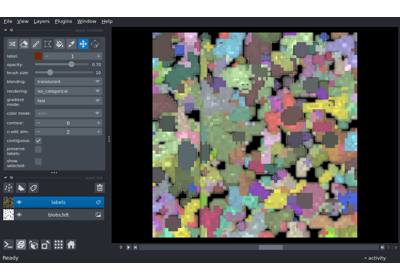 File View Layers Plugins Window Help
label: 1
opacity: 0.70
brush size: 10
blending: translucent
rendering: iso_categorical
gradient mode: fast
color mode:
contour: 0
n edit dim: 2
contiguous:
preserve labels:
show selected:
labels
Ready
activity